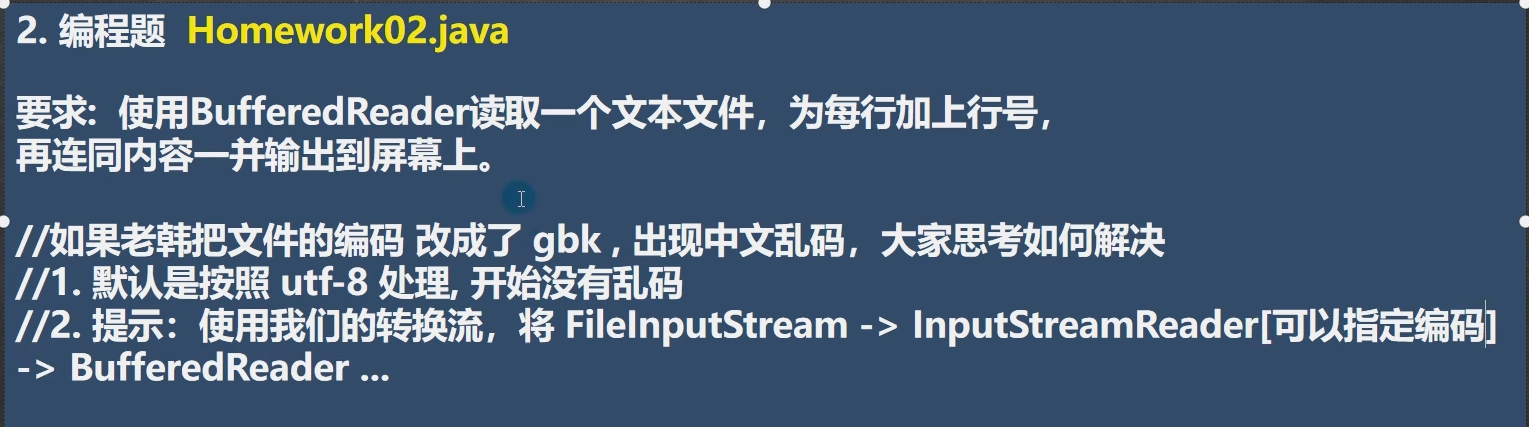 2. 编程题 Homework02.java
要求: 使用BufferedReader读取一个文本文件，为每行加上行号，
再连同内容一并输出到屏幕上。
//如果老韩把文件的编码 改成了 gbk , 出现中文乱码，大家思考如何解决
//1. 默认是按照 utf-8 处理, 开始没有乱码
//2. 提示：使用我们的转换流，将 FileInputStream -> InputStreamReader[可以指定编码]
-> BufferedReader ...